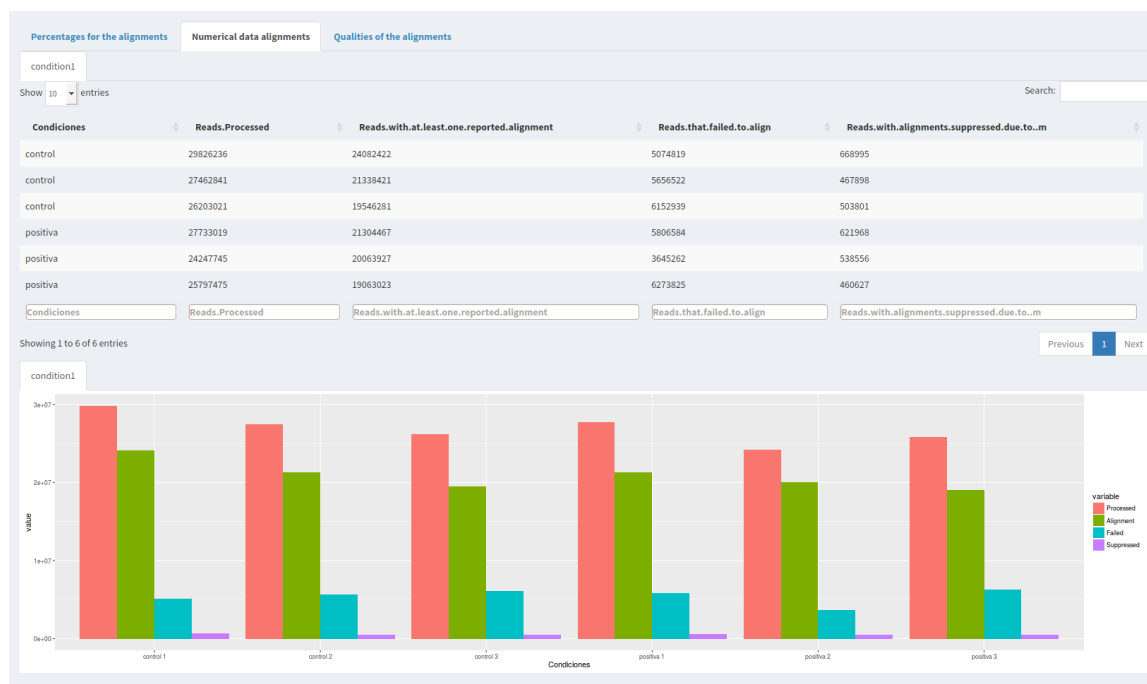 Percentages for the alignments Numerical data alignments Qualities of the alignments
condition1
Show 10 entries Search:
Condiciones Reads.Processed Reads.with.at.least.one.reported.alignment Reads.that.failed.to.align Reads.with.alignments.suppressed.due.to..m
control 29826236 24082422 5074819 668995
control 27462841 21338421 5656522 467898
control 26203021 19546281 6152939 503801
positiva 27733019 21304467 5806584 621968
positiva 24247745 20063927 3645262 538556
positiva 25797475 19063023 6273825 460627
Condiciones Reads.Processed Reads.with.at.least.one.reported.alignment Reads.that.failed.to.align Reads.with.alignments.suppressed.due.to..m
Showing 1 to 6 of 6 entries Previous 1 Next
condition1
3e+07
2e+07
1e+07
0e+00
value
control 1 control 2 control 3 positiva 1 positiva 2 positiva 3
Condiciones
variable
Processed
Alignment
Failed
Suppressed